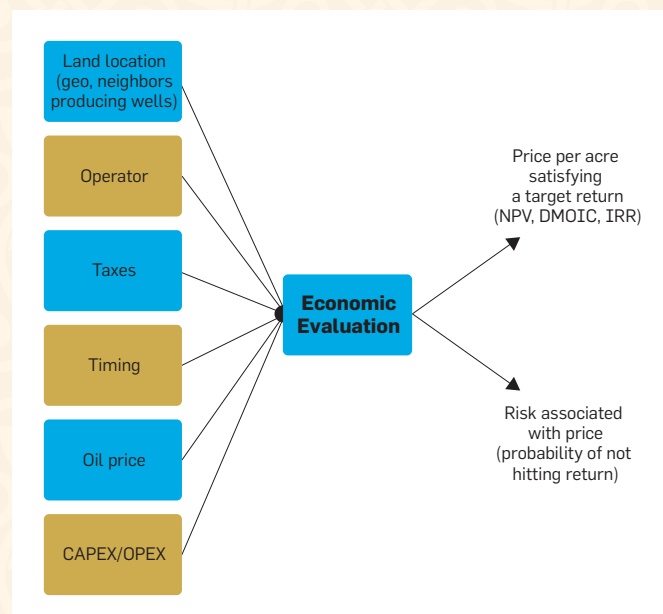 Land location
(geo, neighbors
producing wells)
Operator
Taxes
Timing
Oil price
CAPEX/OPEX
Economic
Evaluation
Price per acre
satisfying
a target return
(NPV, DMOIC, IRR)
Risk associated
with price
(probability of not
hitting return)